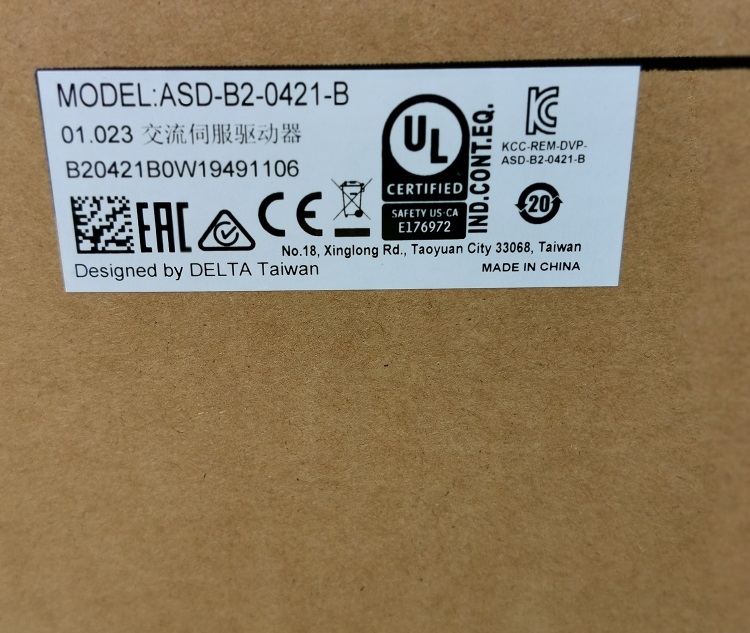 MODEL:ASD-B2-0421-B
01.023 交流伺服驱动器
B20421B0W19491106
EAC
CE
UL
CERTIFIED
SAFETY US-CA
E176972
IND.CONT.EQ.
KCC-REM-DVP-
ASD-B2-0421-B
20
No.18, Xinglong Rd., Taoyuan City 33068, Taiwan
Designed by DELTA Taiwan
MADE IN CHINA